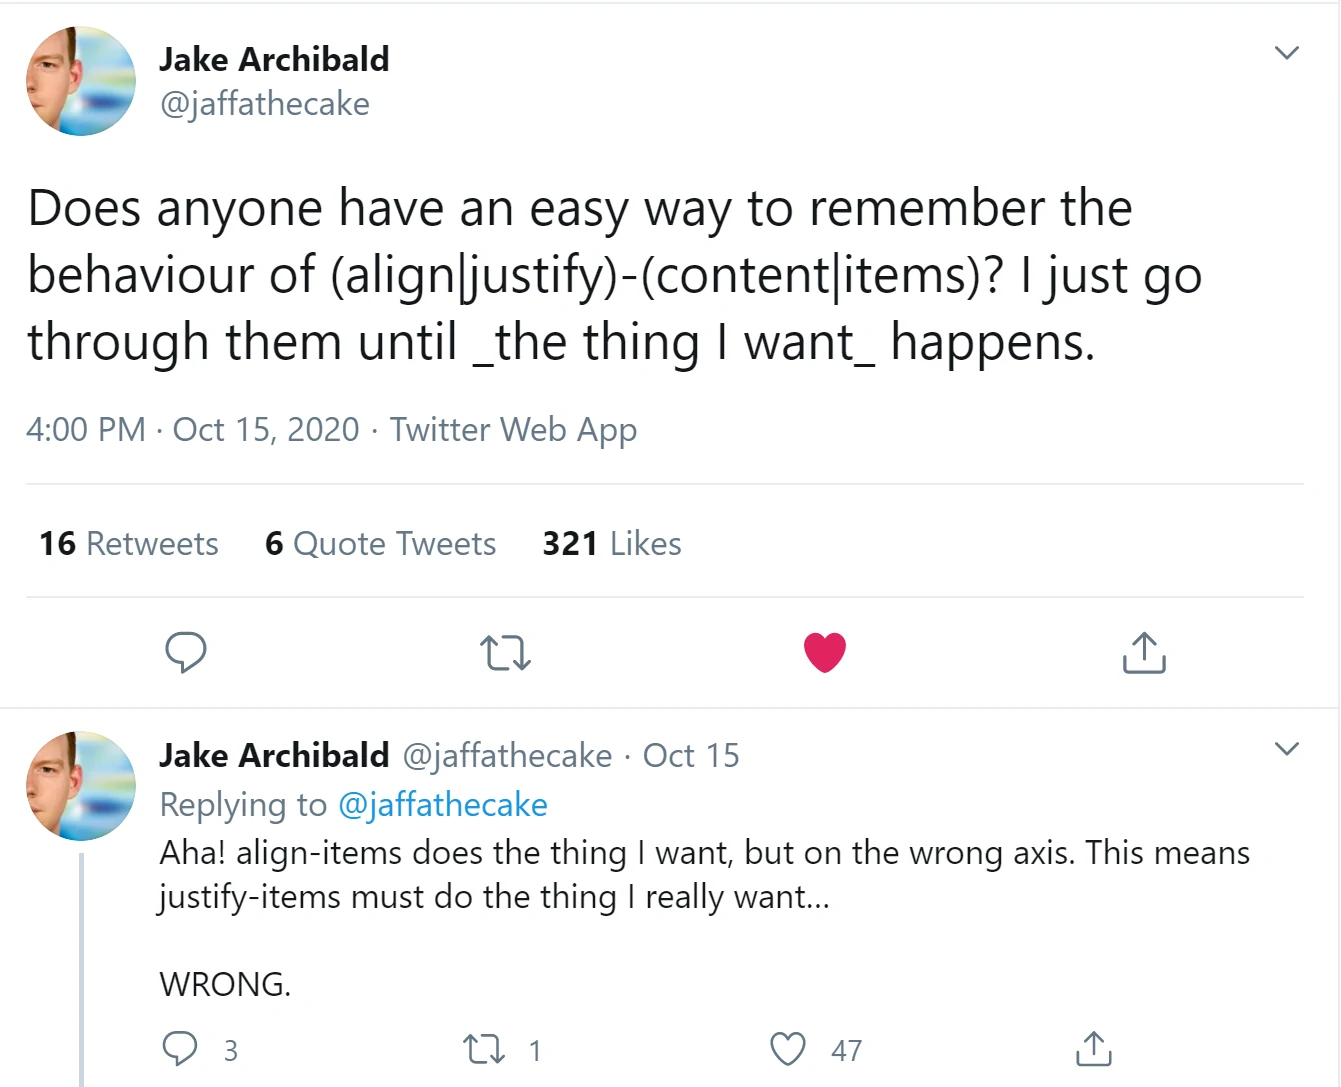 Jake Archibald
@jaffathecake
Does anyone have an easy way to remember the
behaviour of (align|justify)-(content|items)? I just go
through them until _the thing I want_ happens.
4:00 PM · Oct 15, 2020 · Twitter Web App
16 Retweets 6 Quote Tweets 321 Likes
Jake Archibald @jaffathecake · Oct 15
Replying to @jaffathecake
Aha! align-items does the thing I want, but on the wrong axis. This means
justify-items must do the thing I really want...
WRONG.
3 1 47